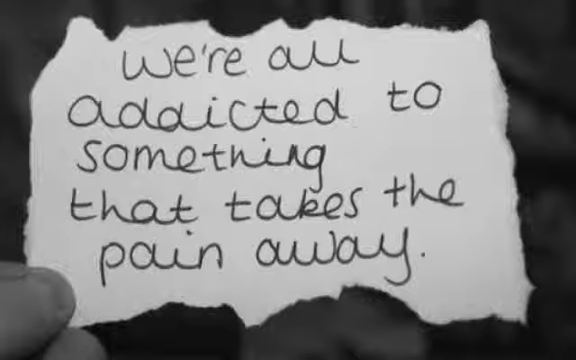 we're all
addicted to
something
that takes the
pain away.